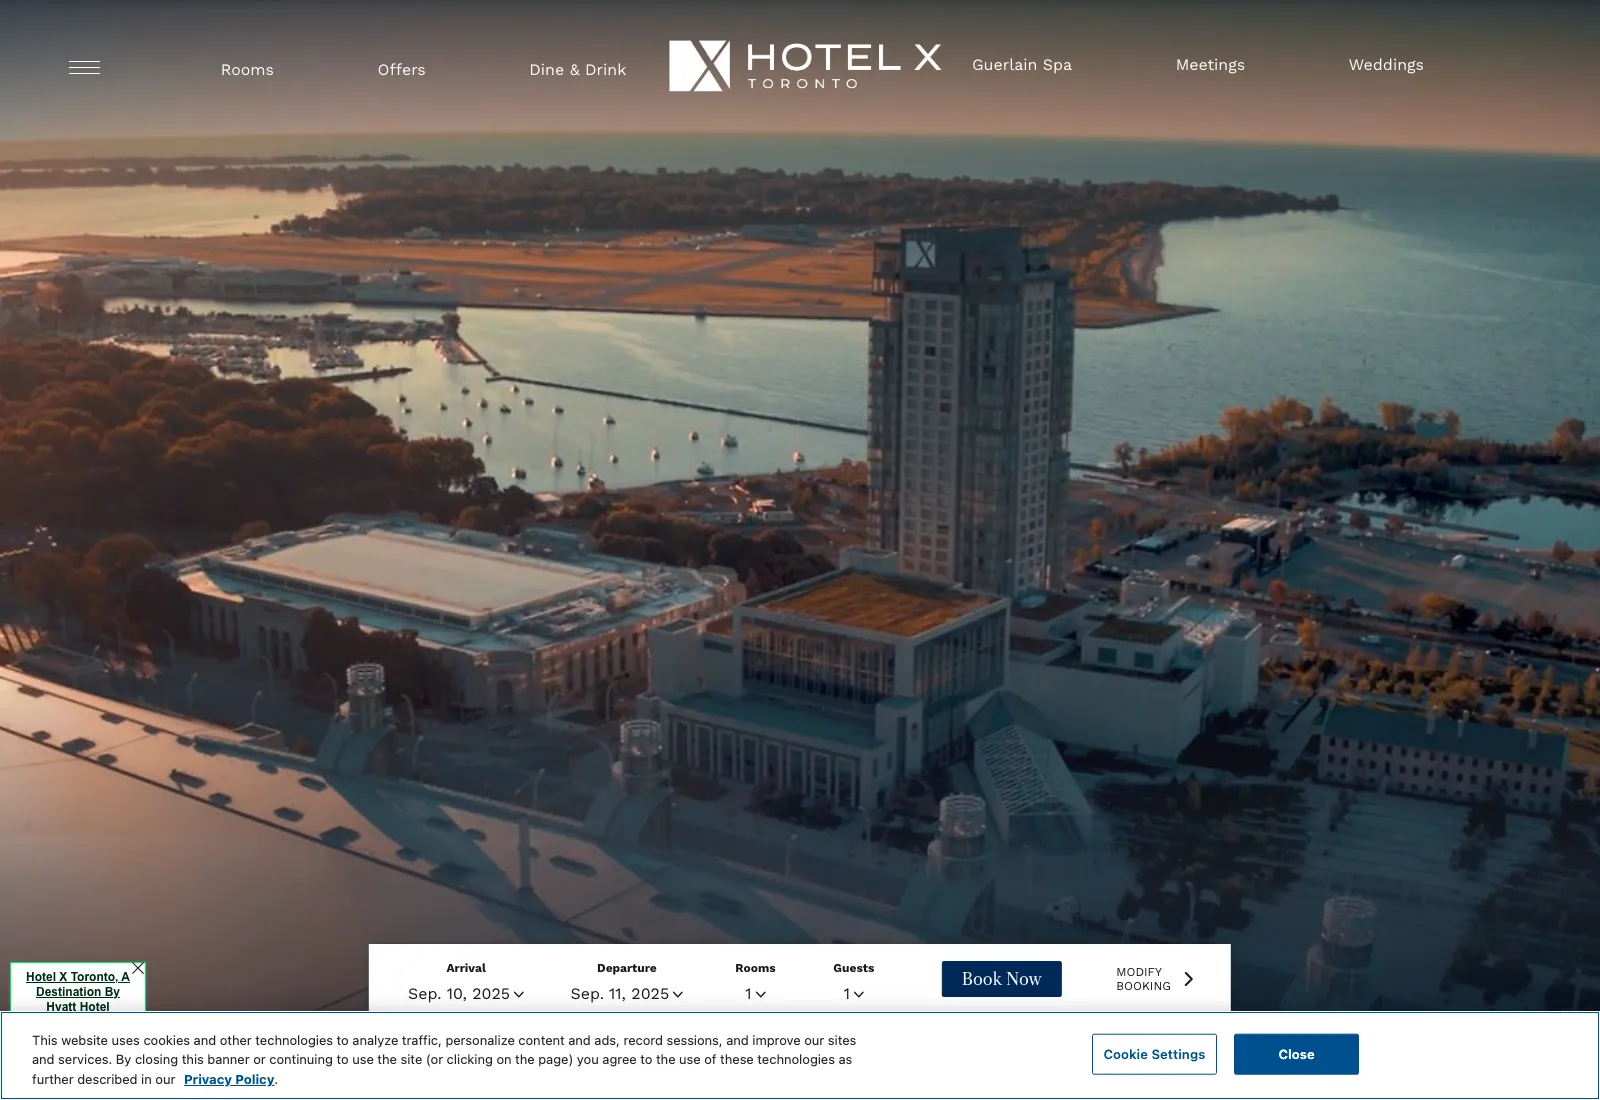 Rooms
Offers
Dine & Drink
HOTEL X
TORONTO
Guerlain Spa
Meetings
Weddings
Hotel X Toronto, A
Destination By
Hyatt Hotel
Arrival
Sep. 10, 2025
Departure
Sep. 11, 2025
Rooms
1
Guests
1
Book Now
MODIFY
BOOKING
This website uses cookies and other technologies to analyze traffic, personalize content and ads, record sessions, and improve our sites
and services. By closing this banner or continuing to use the site (or clicking on the page) you agree to the use of these technologies as
further described in our Privacy Policy.
Cookie Settings
Close